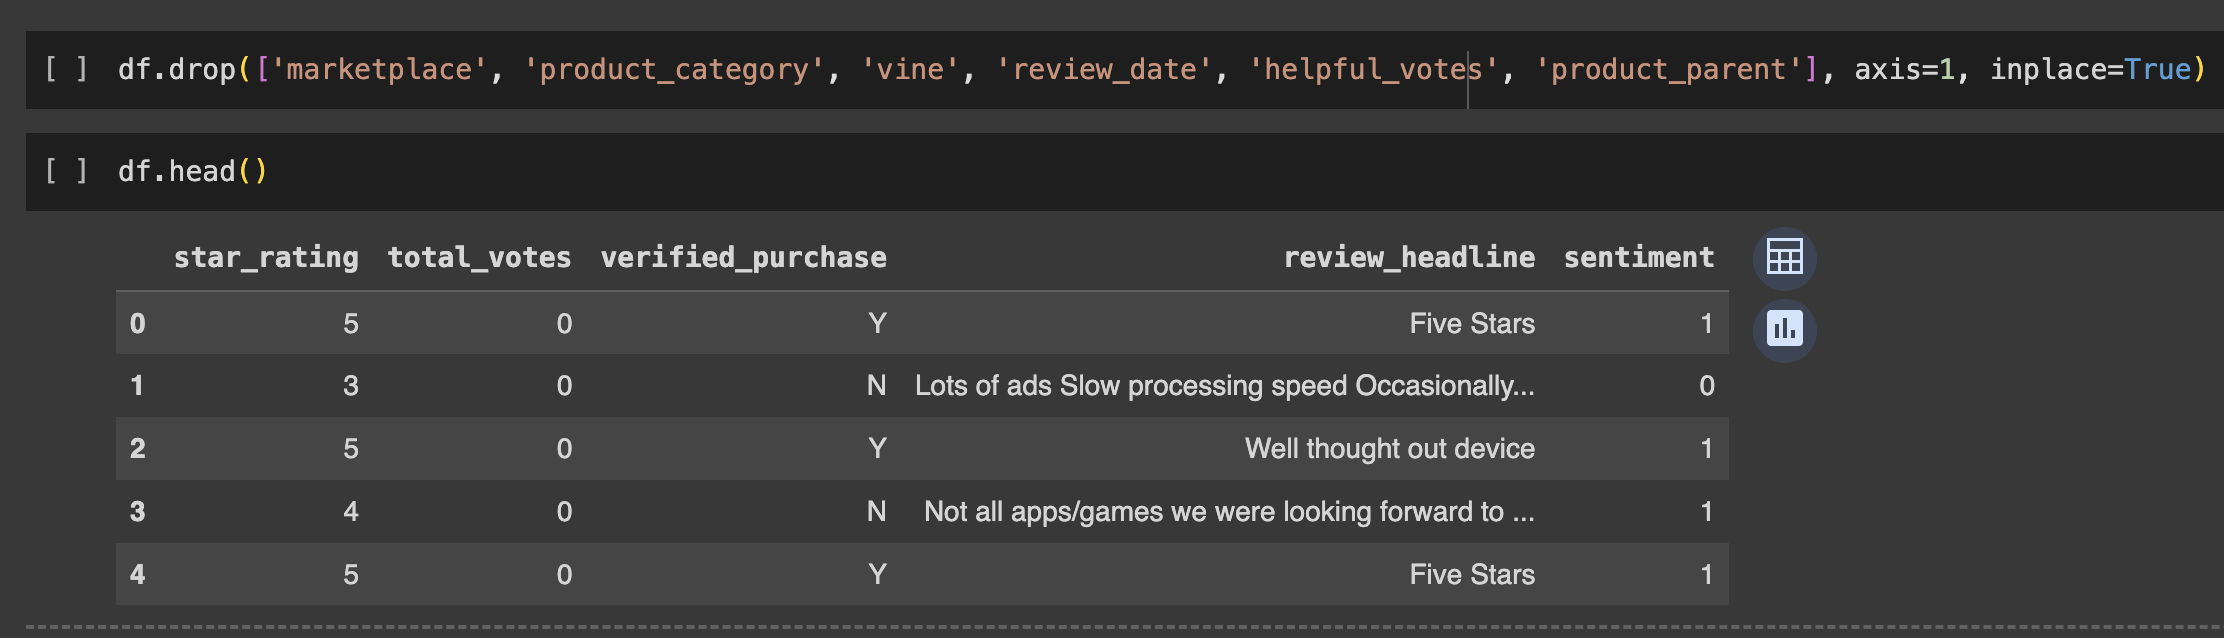 [ ] df.drop(['marketplace', 'product_category', 'vine', 'review_date', 'helpful_votes', 'product_parent'], axis=1, inplace=True)
[ ] df.head()
star_rating total_votes verified_purchase review_headline sentiment
0 5 0 Y Five Stars 1
1 3 0 N Lots of ads Slow processing speed Occasionally... 0
2 5 0 Y Well thought out device 1
3 4 0 N Not all apps/games we were looking forward to ... 1
4 5 0 Y Five Stars 1